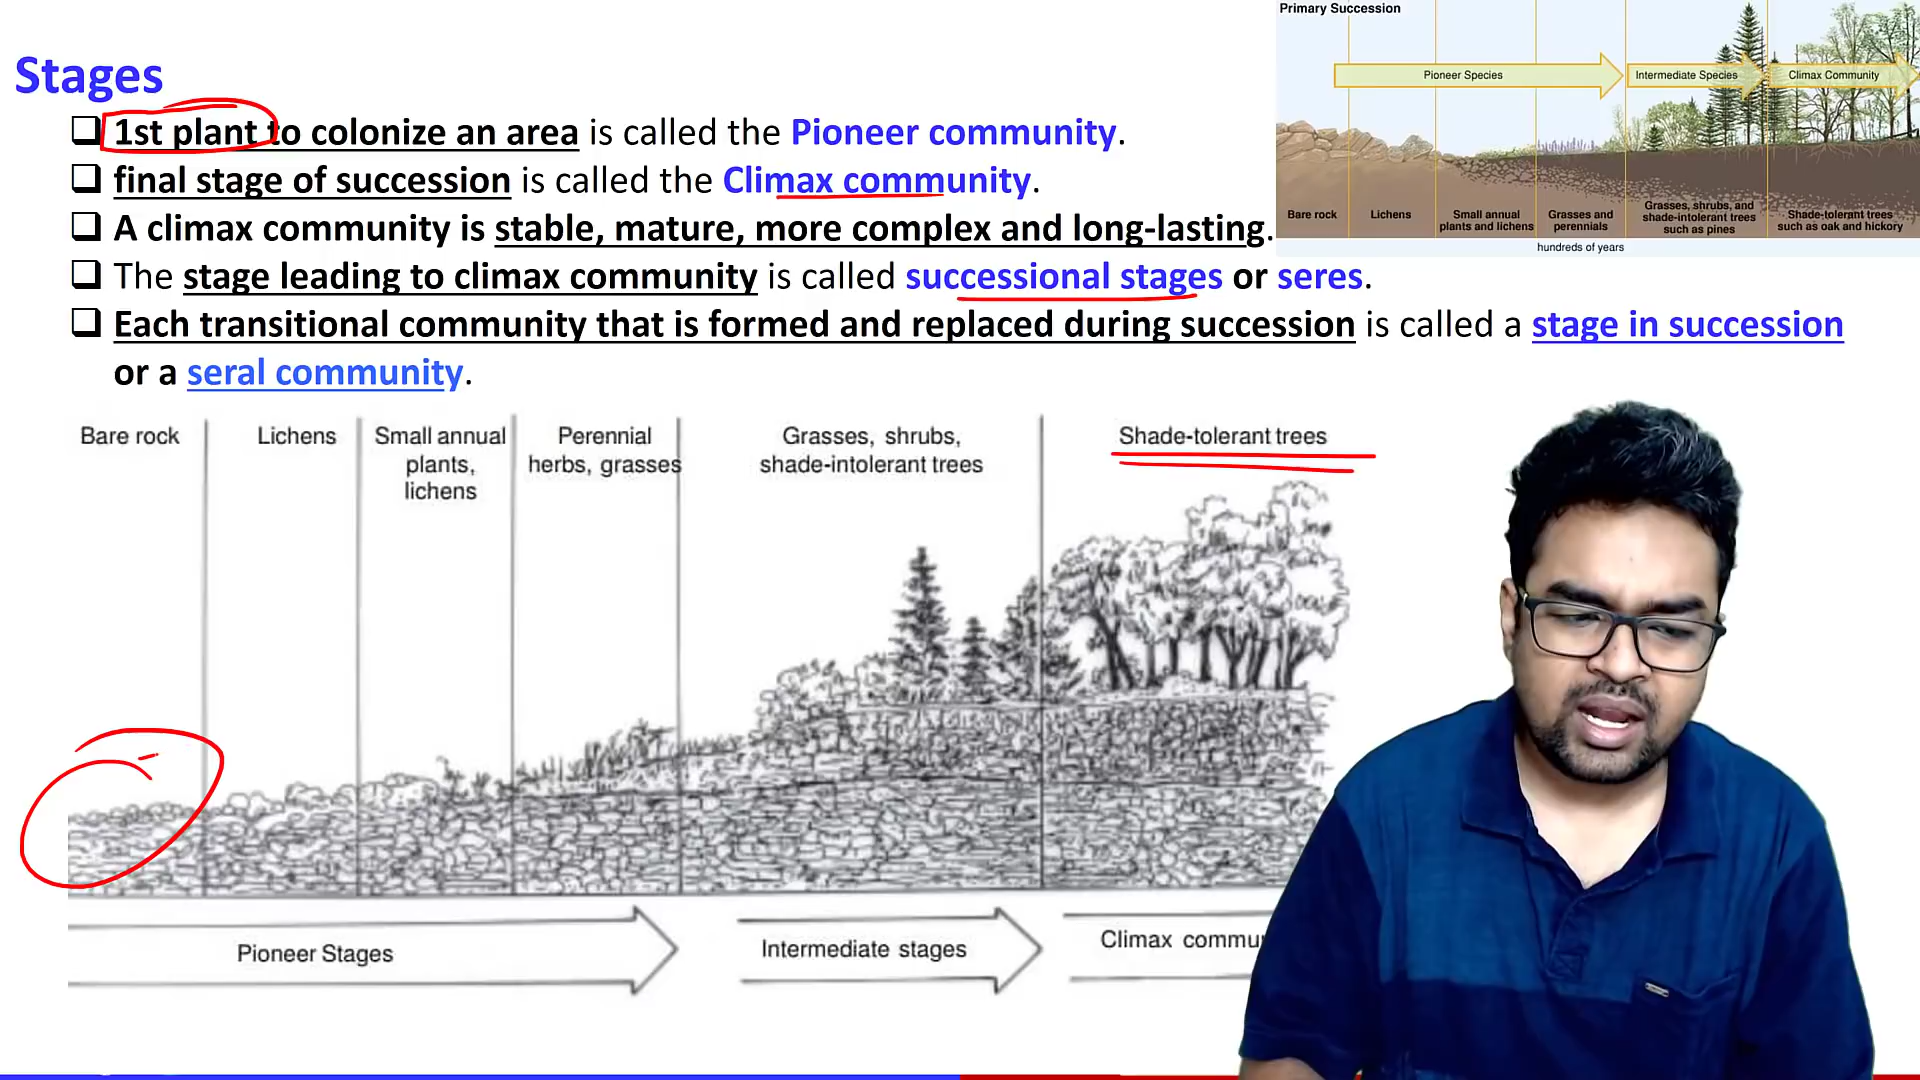 Primary Succession
Pioneer Species
Intermediate Species
Climax Community
Bare rock
Lichens
Small annual
plants and lichens
Grasses and
perennials
Grasses, shrubs, and
shade-intolerant trees
such as pines
Shade-tolerant trees
such as oak and hickory
hundreds of years
Stages
1st plant to colonize an area is called the Pioneer community.
final stage of succession is called the Climax community.
A climax community is stable, mature, more complex and long-lasting.
The stage leading to climax community is called successional stages or seres.
Each transitional community that is formed and replaced during succession is called a stage in succession
or a seral community.
Bare rock
Lichens
Small annual
plants,
lichens
Perennial
herbs, grasses
Grasses, shrubs,
shade-intolerant trees
Shade-tolerant trees
Pioneer Stages
Intermediate stages
Climax commu